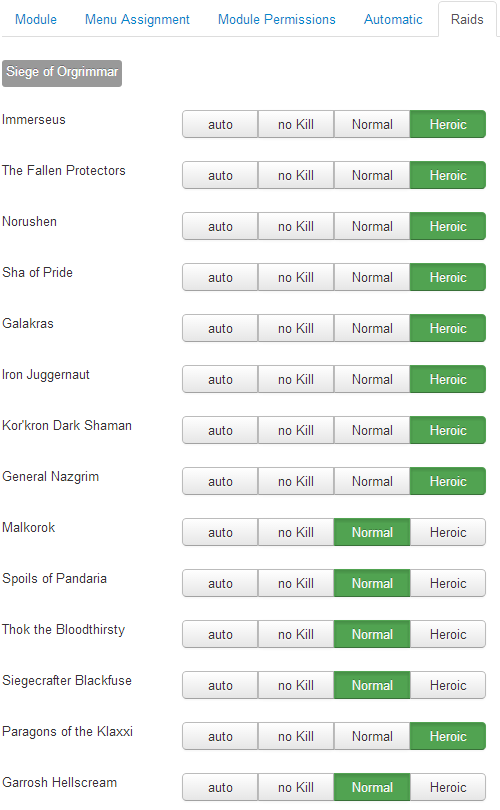 Module Menu Assignment Module Permissions Automatic Raids
Siege of Orgrimmar
Immerseus auto no Kill Normal Heroic
The Fallen Protectors auto no Kill Normal Heroic
Norushen auto no Kill Normal Heroic
Sha of Pride auto no Kill Normal Heroic
Galakras auto no Kill Normal Heroic
Iron Juggernaut auto no Kill Normal Heroic
Kor'kron Dark Shaman auto no Kill Normal Heroic
General Nazgrim auto no Kill Normal Heroic
Malkorok auto no Kill Normal Heroic
Spoils of Pandaria auto no Kill Normal Heroic
Thok the Bloodthirsty auto no Kill Normal Heroic
Siegecrafter Blackfuse auto no Kill Normal Heroic
Paragons of the Klaxxi auto no Kill Normal Heroic
Garrosh Hellscream auto no Kill Normal Heroic